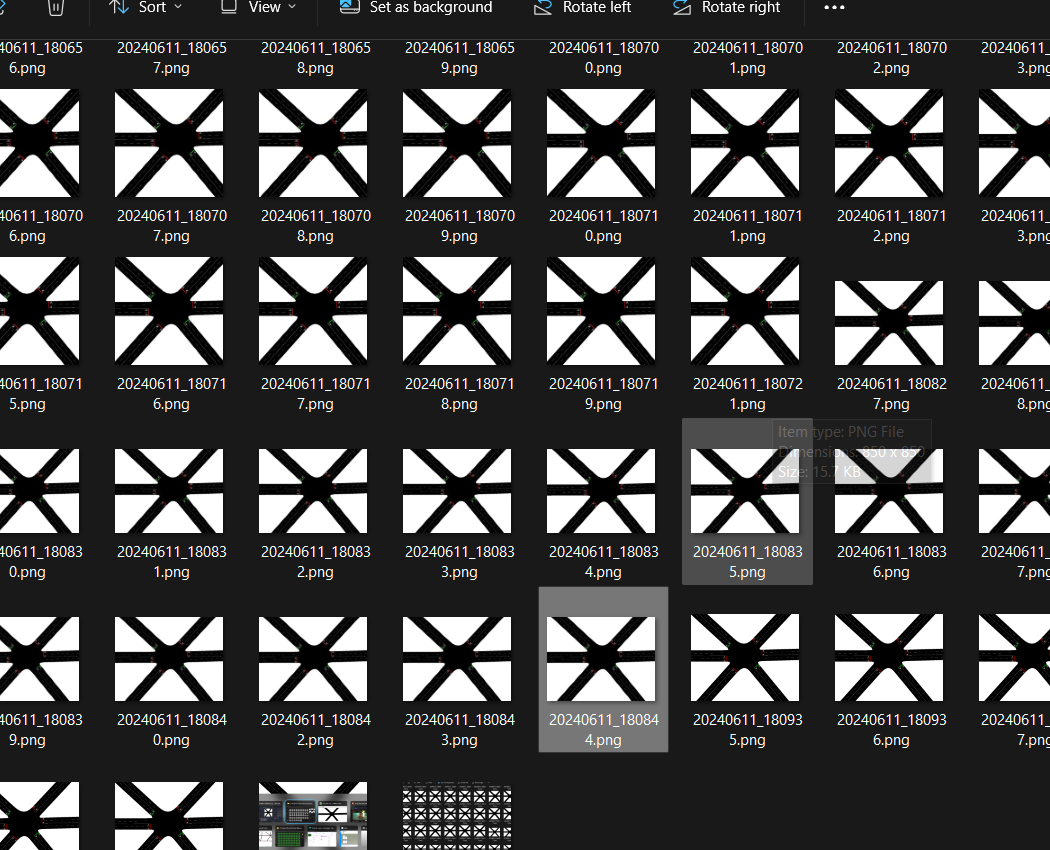 Sort View Set as background Rotate left Rotate right
40611_18065 20240611_18065 20240611_18065 20240611_18065 20240611_18070 20240611_18070 20240611_18070 20240611_
6.png 7.png 8.png 9.png 0.png 1.png 2.png 3.png
40611_18070 20240611_18070 20240611_18070 20240611_18070 20240611_18071 20240611_18071 20240611_18071 20240611_
6.png 7.png 8.png 9.png 0.png 1.png 2.png 3.png
40611_18071 20240611_18071 20240611_18071 20240611_18071 20240611_18071 20240611_18072 20240611_18082 20240611_
5.png 6.png 7.png 8.png 9.png 1.png 7.png 8.png
Item type: PNG File
Dimensions: 850 x 850
Size: 15.7 KB
40611_18083 20240611_18083 20240611_18083 20240611_18083 20240611_18083 20240611_18083 20240611_18083 20240611_
0.png 1.png 2.png 3.png 4.png 5.png 6.png 7.png
40611_18083 20240611_18084 20240611_18084 20240611_18084 20240611_18084 20240611_18093 20240611_18093 20240611_
9.png 0.png 2.png 3.png 4.png 5.png 6.png 7.png